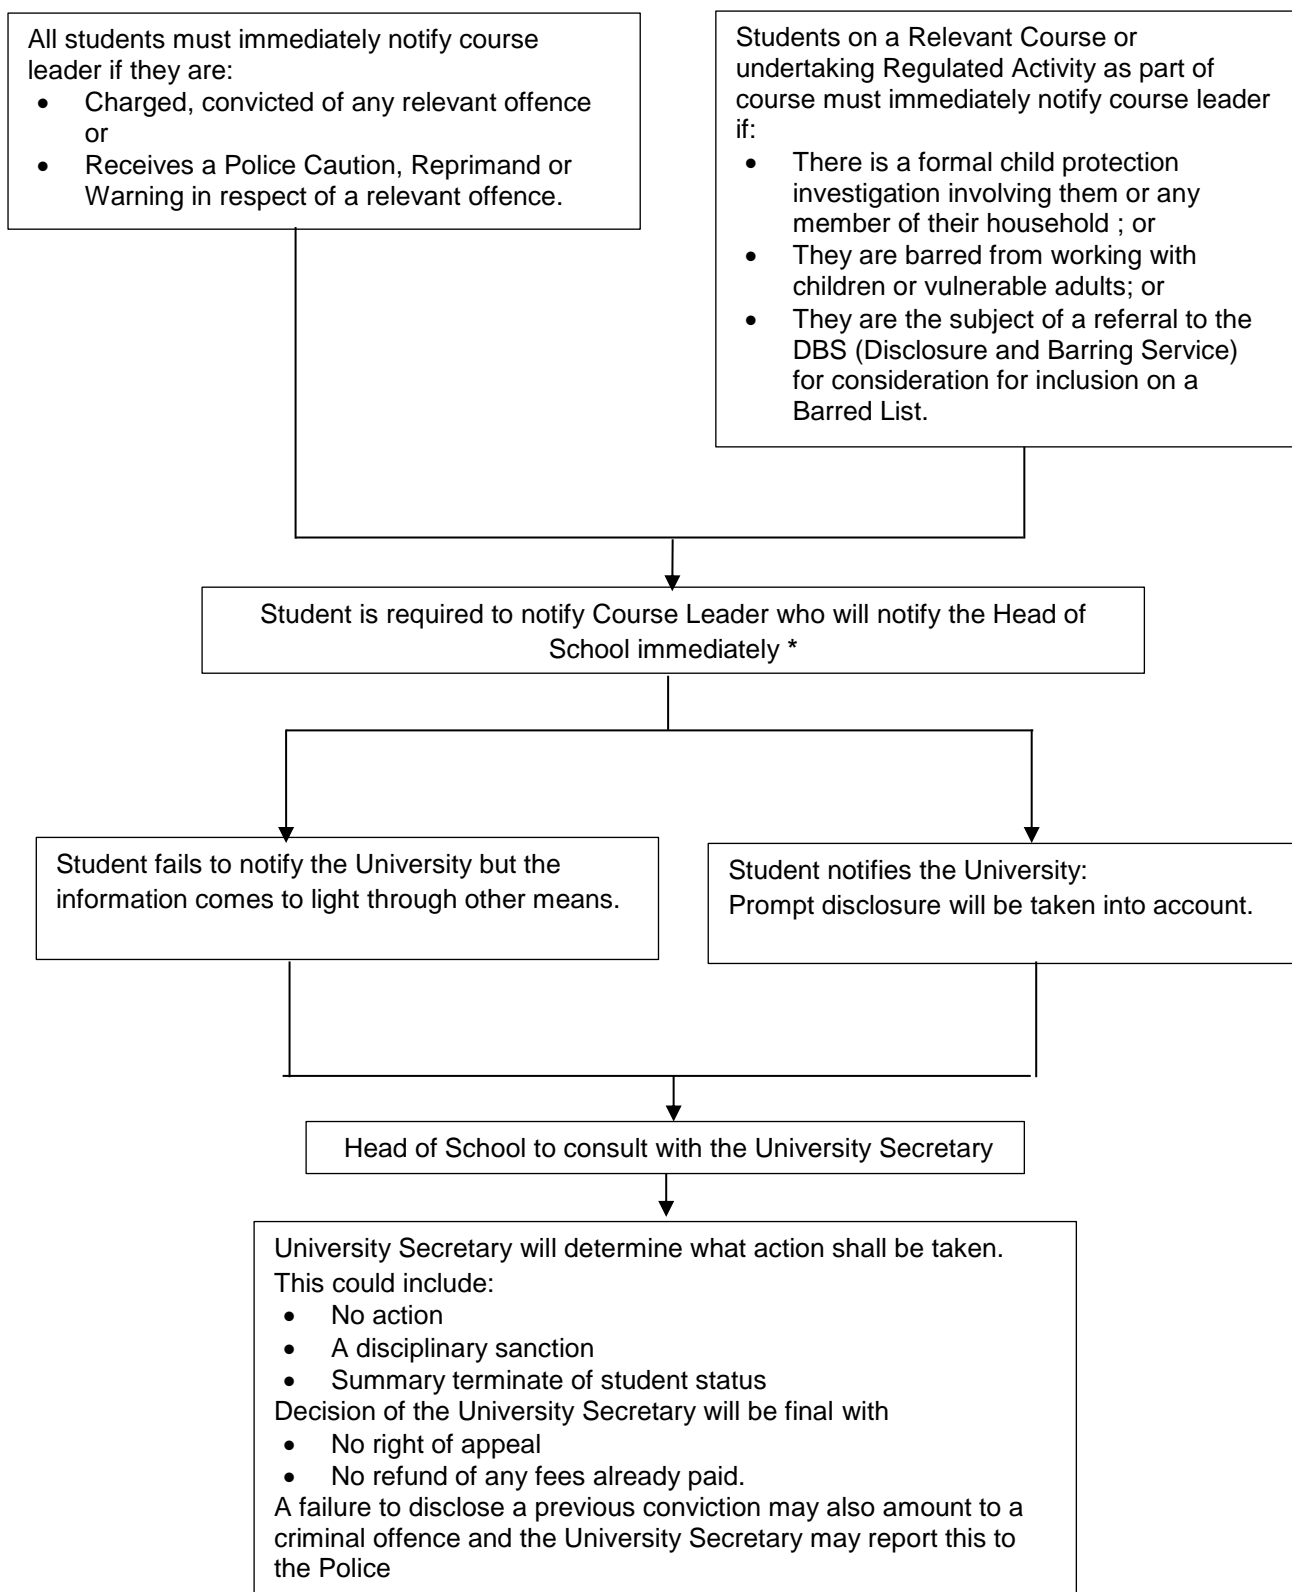 All students must immediately notify course
leader if they are:
• Charged, convicted of any relevant offence
or
• Receives a Police Caution, Reprimand or
Warning in respect of a relevant offence.
Students on a Relevant Course or
undertaking Regulated Activity as part of
course must immediately notify course leader
if:
• There is a formal child protection
investigation involving them or any
member of their household ; or
• They are barred from working with
children or vulnerable adults; or
• They are the subject of a referral to the
DBS (Disclosure and Barring Service)
for consideration for inclusion on a
Barred List.
Student is required to notify Course Leader who will notify the Head of
School immediately *
Student fails to notify the University but the
information comes to light through other means.
Student notifies the University:
Prompt disclosure will be taken into account.
Head of School to consult with the University Secretary
University Secretary will determine what action shall be taken.
This could include:
• No action
• A disciplinary sanction
• Summary terminate of student status
Decision of the University Secretary will be final with
• No right of appeal
• No refund of any fees already paid.
A failure to disclose a previous conviction may also amount to a
criminal offence and the University Secretary may report this to
the Police